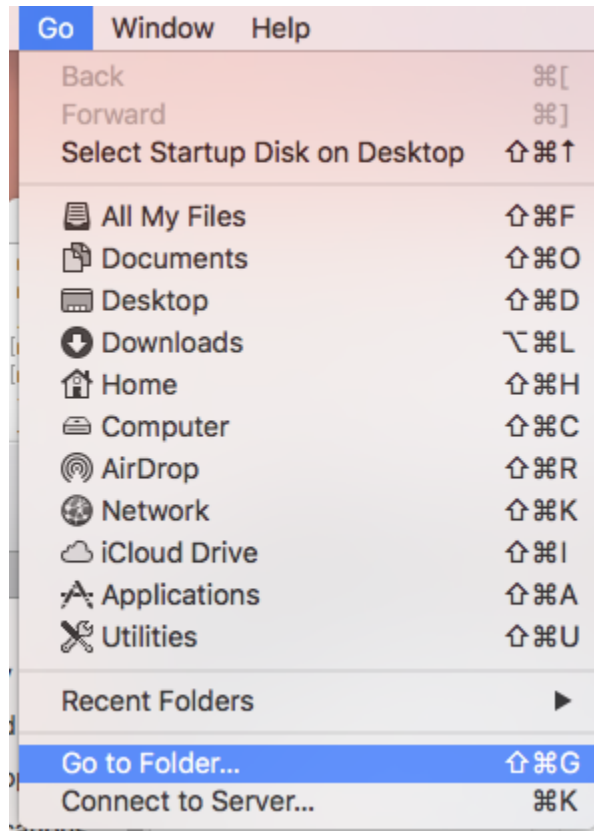 Go Window Help
Back ⌘[
Forward ⌘]
Select Startup Disk on Desktop ⇧⌘↑
All My Files ⇧⌘F
Documents ⇧⌘O
Desktop ⇧⌘D
Downloads ⌥⌘L
Home ⇧⌘H
Computer ⇧⌘C
AirDrop ⇧⌘R
Network ⇧⌘K
iCloud Drive ⇧⌘I
Applications ⇧⌘A
Utilities ⇧⌘U
Recent Folders ▶
Go to Folder... ⇧⌘G
Connect to Server... ⌘K